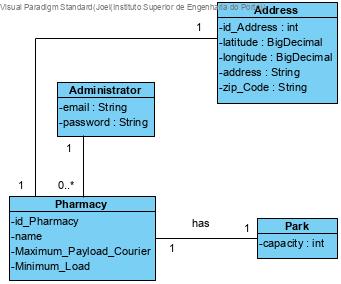 Visual Paradigm Standard(Joel(Instituto Superior de Engenharia do Porto))
Address
-id_Address : int
-latitude : BigDecimal
-longitude : BigDecimal
-address : String
-zip_Code : String
1
Administrator
-email : String
-password : String
1
1
0..*
Pharmacy
-id_Pharmacy
-name
-Maximum_Payload_Courier
-Minimum_Load
has
1
1
Park
-capacity : int